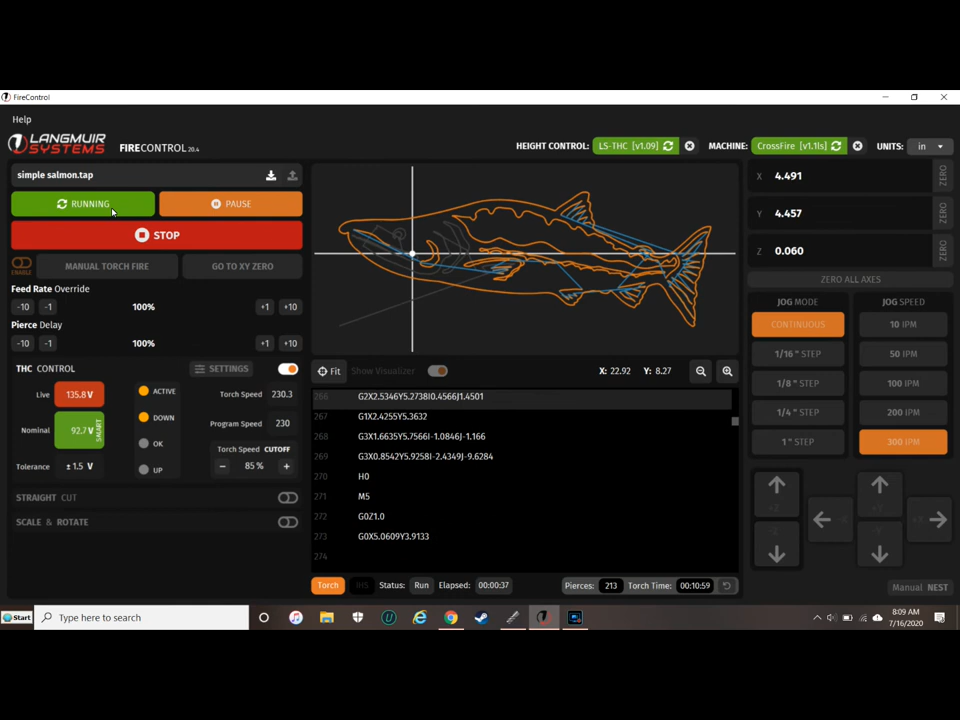 FireControl
Help
LANGMUIR SYSTEMS FIRECONTROL 20.4 HEIGHT CONTROL: LS-THC [v1.09] MACHINE: CrossFire [v1.1ls] UNITS: in
simple salmon.tap
RUNNING PAUSE
STOP
ENABLE MANUAL TORCH FIRE GO TO XY ZERO
Feed Rate Override
-10 -1 100% +1 +10
Pierce Delay
-10 -1 100% +1 +10
THC CONTROL SETTINGS
Live 135.8 V ACTIVE Torch Speed 230.3
Nominal 92.7 V SMART DOWN Program Speed 230
OK Torch Speed CUTOFF
Tolerance ± 1.5 V UP - 85 % +
STRAIGHT CUT
SCALE & ROTATE
Fit Show Visualizer X: 22.92 Y: 8.27
266 G2X2.5346Y5.2738I0.4566J1.4501
267 G1X2.4255Y5.3632
268 G3X1.6635Y5.7566I-1.0846J-1.166
269 G3X0.8542Y5.9258I-2.4349J-9.6284
270 H0
271 M5
272 G0Z1.0
273 G0X5.0609Y3.9133
274
Torch IHS Status: Run Elapsed: 00:00:37 Pierces: 213 Torch Time: 00:10:59
X 4.491 ZERO
Y 4.457 ZERO
Z 0.060 ZERO
ZERO ALL AXES
JOG MODE JOG SPEED
CONTINUOUS 10 IPM
1/16 " STEP 50 IPM
1/8 " STEP 100 IPM
1/4 " STEP 200 IPM
1 " STEP 300 IPM
+Z +Y
-X +X
-Z -Y
Manual NEST
Start Type here to search 8:09 AM
7/16/2020